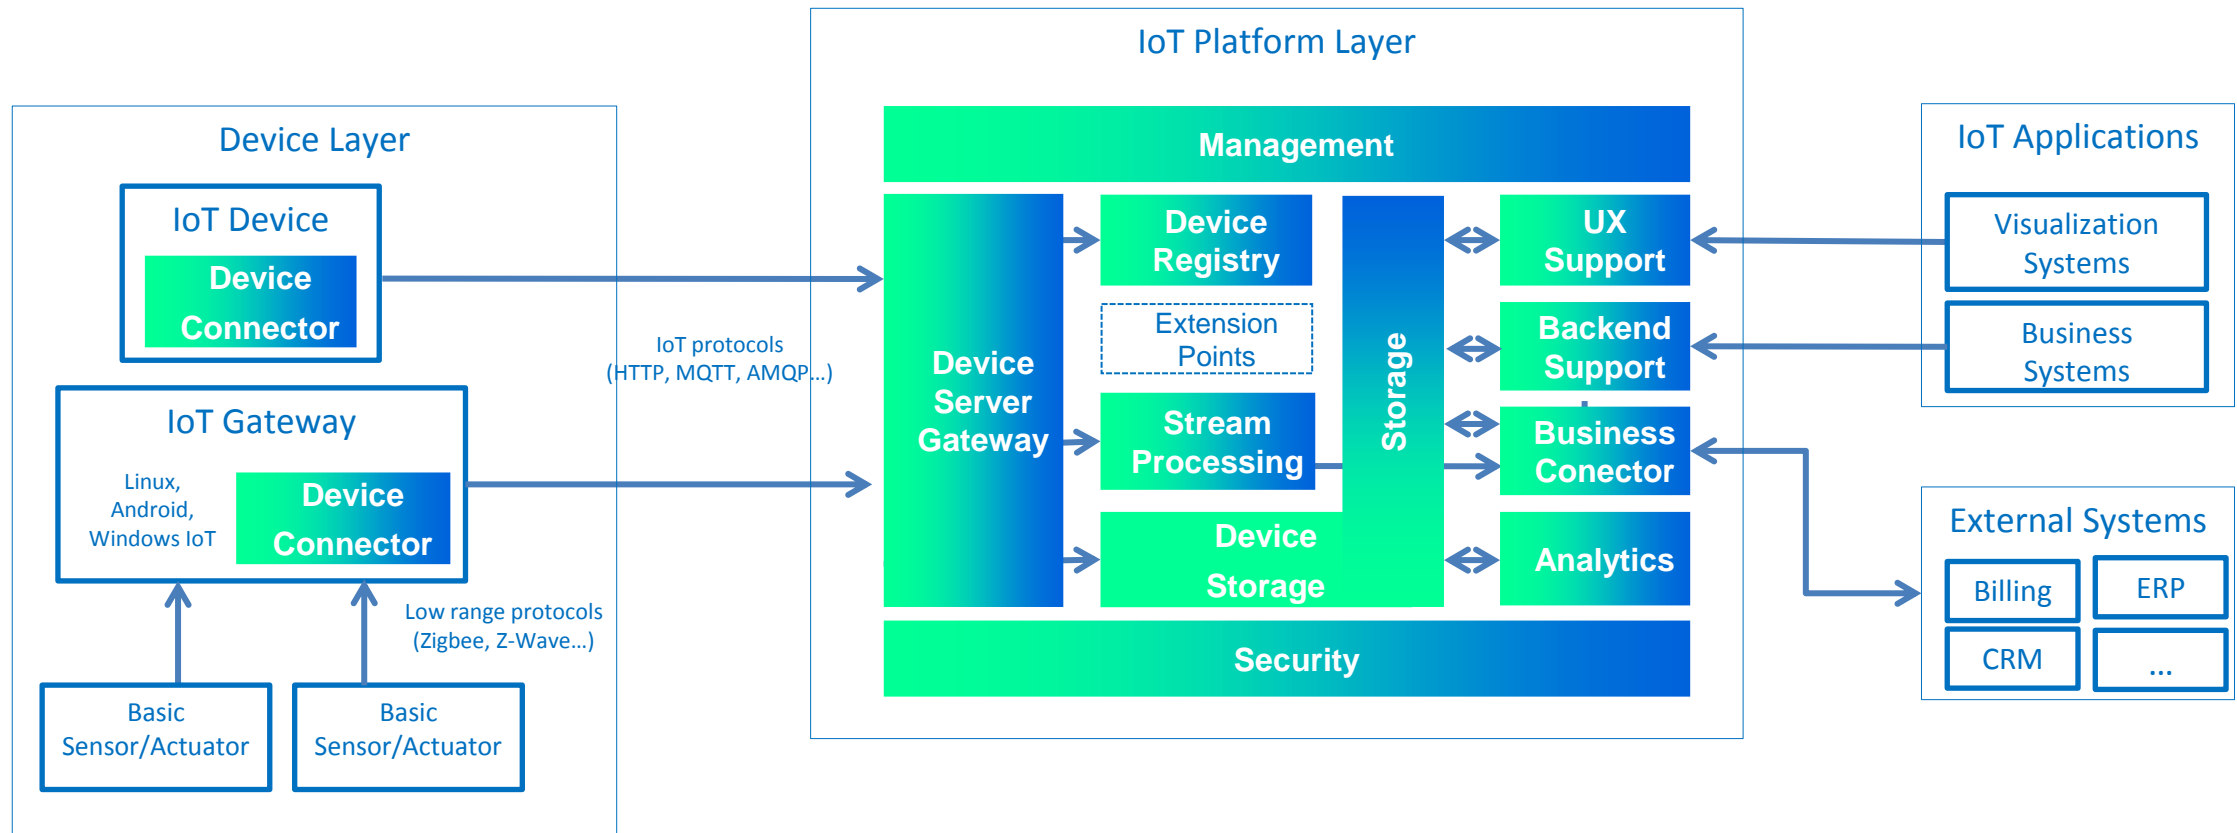 IoT Platform Layer
Device Layer
IoT Device
Device
Connector
IoT Gateway
Linux,
Android,
Windows IoT
Device
Connector
Low range protocols
(Zigbee, Z-Wave...)
Basic
Sensor/Actuator
Basic
Sensor/Actuator
IoT protocols
(HTTP, MQTT, AMQP...)
Management
Device
Server
Gateway
Device
Registry
Extension
Points
Stream
Processing
Device
Storage
Storage
UX
Support
Backend
Support
Business
Conector
Analytics
Security
IoT Applications
Visualization
Systems
Business
Systems
External Systems
Billing
ERP
CRM
...